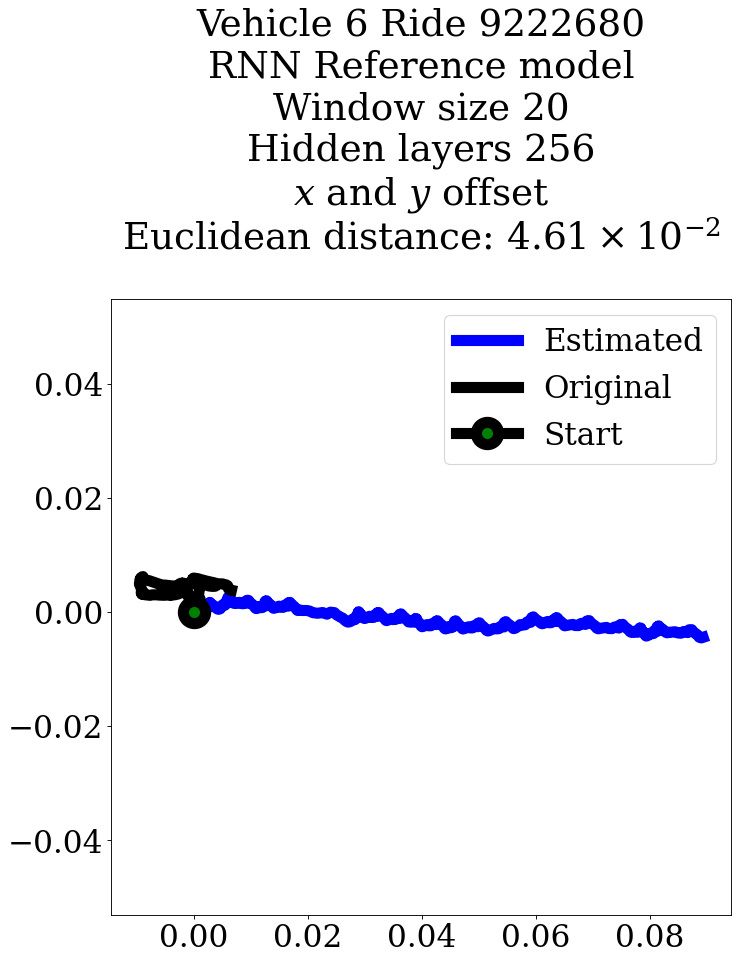 Vehicle 6 Ride 9222680
RNN Reference model
Window size 20
Hidden layers 256
x and y offset
Euclidean distance: 4.61 × 10⁻²
Estimated
Original
Start
0.04
0.02
0.00
−0.02
−0.04
0.00 0.02 0.04 0.06 0.08